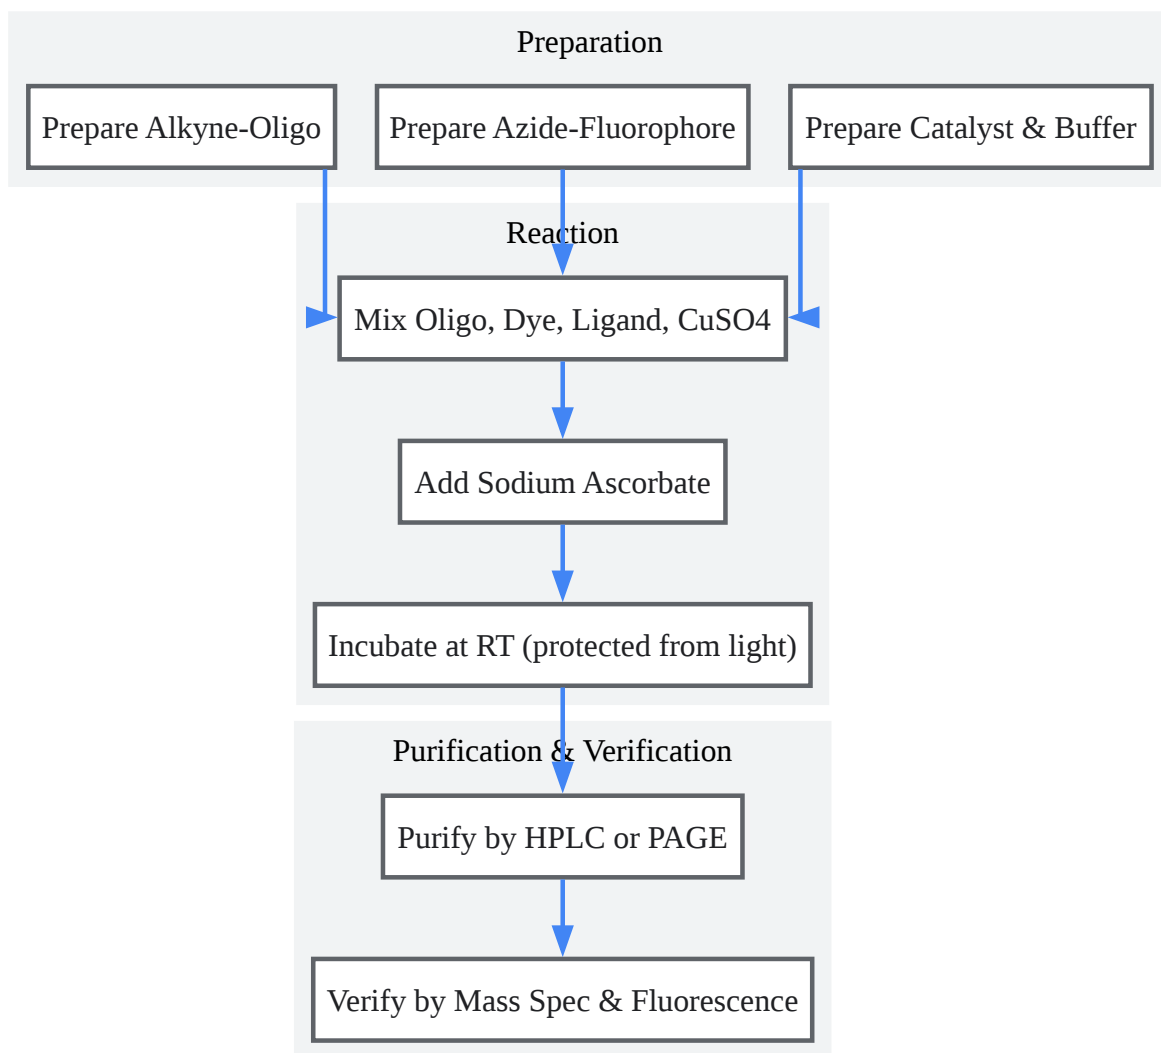 Preparation
Prepare Alkyne-Oligo
Prepare Azide-Fluorophore
Prepare Catalyst & Buffer
Reaction
Mix Oligo, Dye, Ligand, CuSO4
Add Sodium Ascorbate
Incubate at RT (protected from light)
Purification & Verification
Purify by HPLC or PAGE
Verify by Mass Spec & Fluorescence